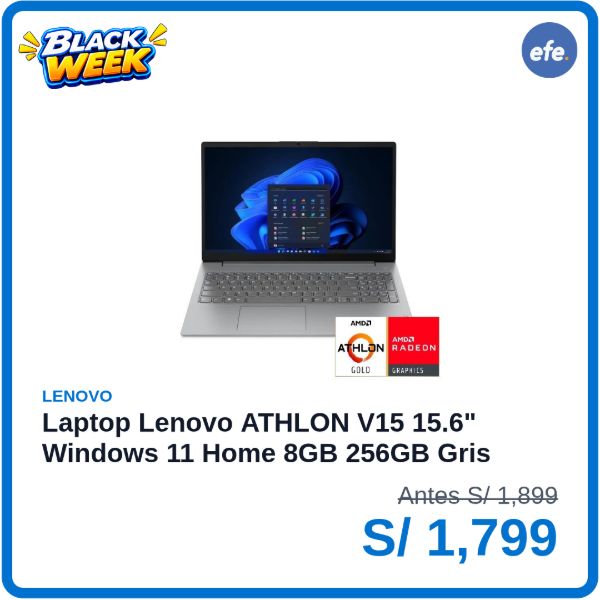 BLACK
WEEK
efe.
AMD
ATHLON
GOLD
AMD
RADEON
GRAPHICS
LENOVO
Laptop Lenovo ATHLON V15 15.6"
Windows 11 Home 8GB 256GB Gris
Antes S/ 1,899
S/ 1,799